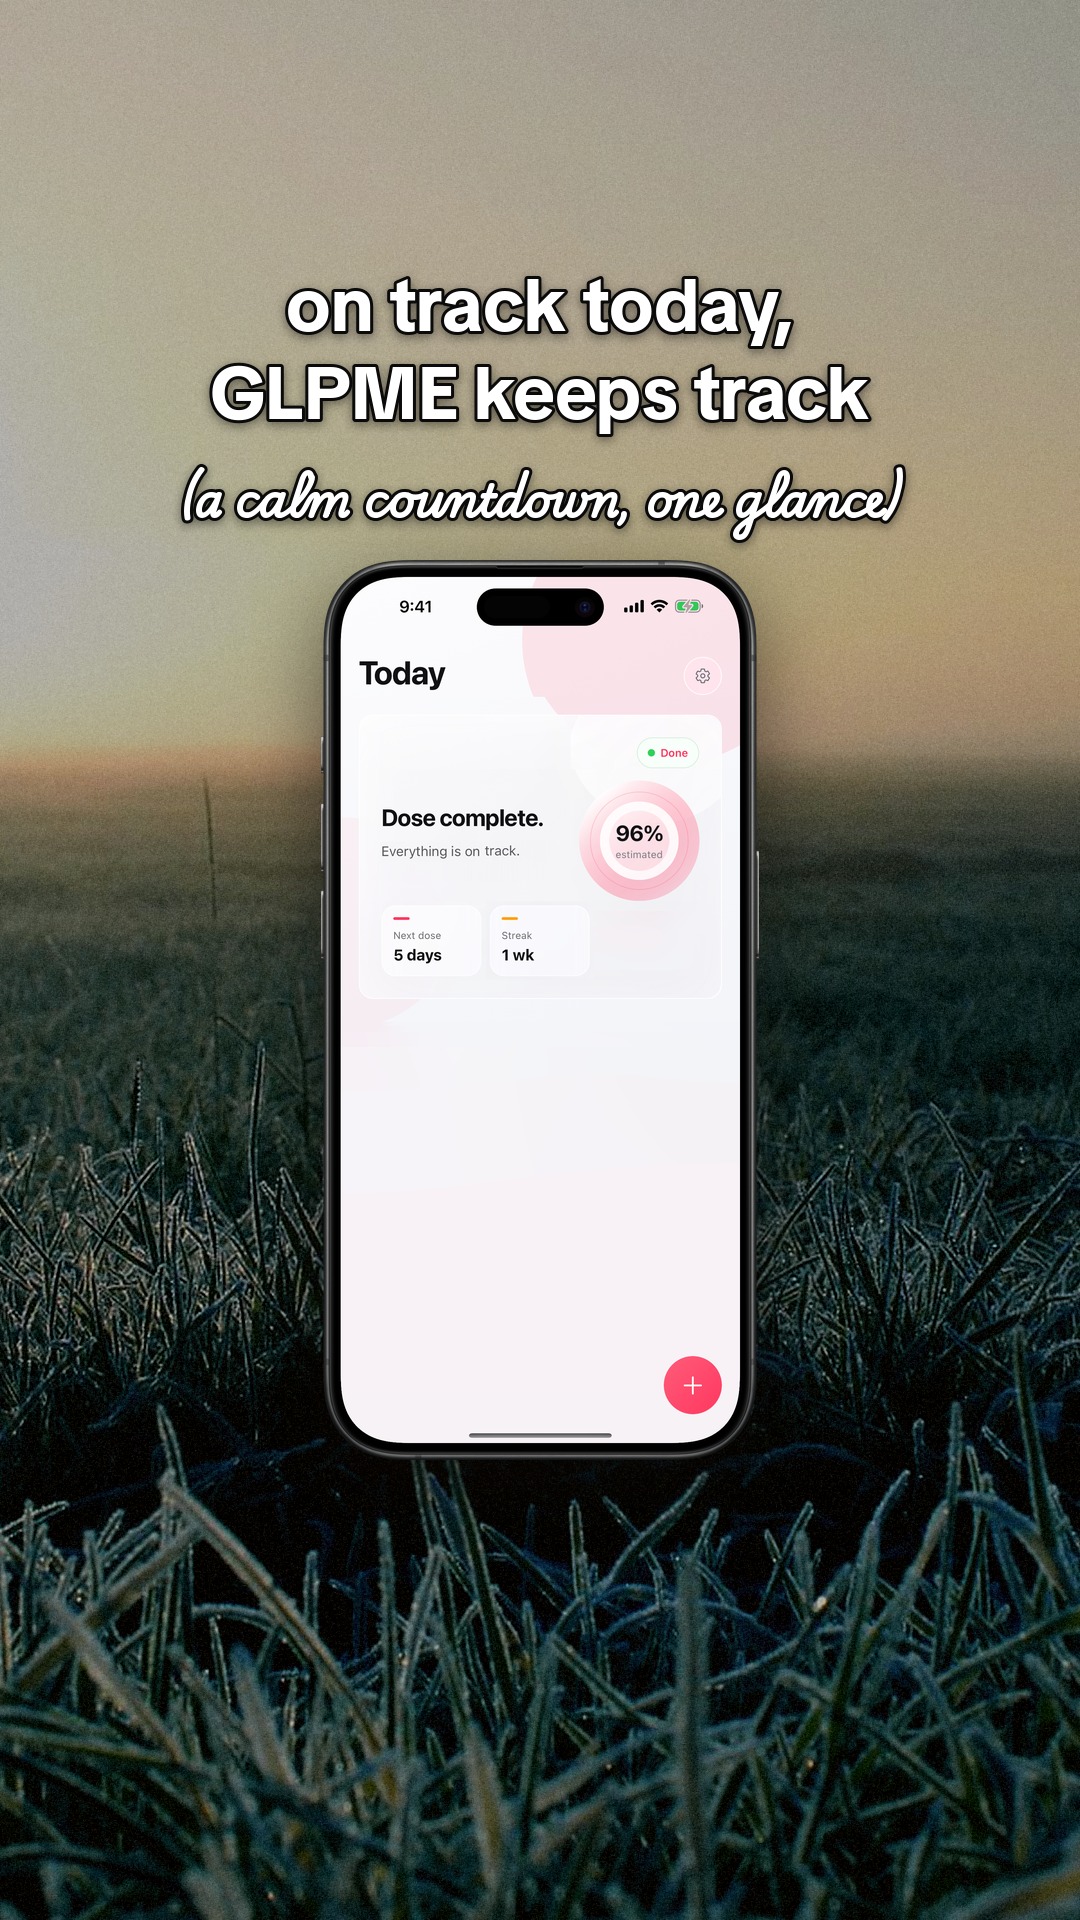 on track today,
GLPME keeps track
(a calm countdown, one glance)
9:41
Today
Done
Dose complete.
Everything is on track.
96%
estimated
Next dose
5 days
Streak
1 wk